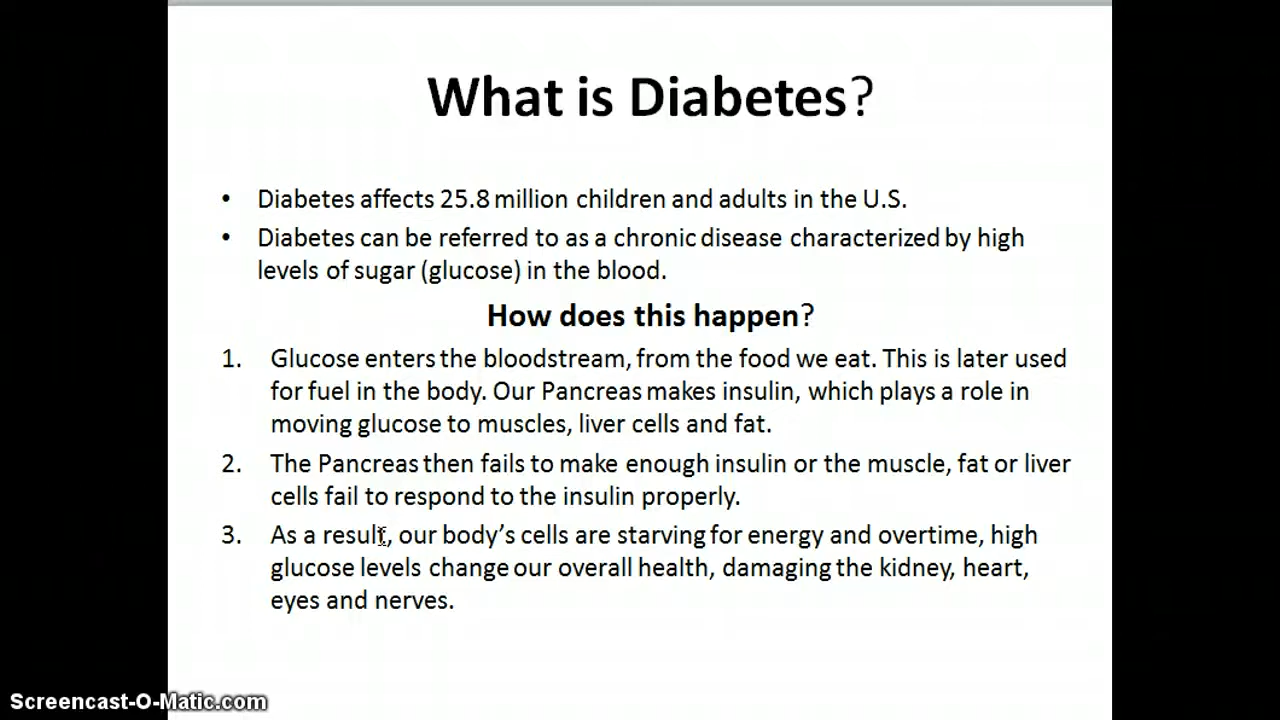 What is Diabetes?
• Diabetes affects 25.8 million children and adults in the U.S.
• Diabetes can be referred to as a chronic disease characterized by high
levels of sugar (glucose) in the blood.
How does this happen?
1. Glucose enters the bloodstream, from the food we eat. This is later used
for fuel in the body. Our Pancreas makes insulin, which plays a role in
moving glucose to muscles, liver cells and fat.
2. The Pancreas then fails to make enough insulin or the muscle, fat or liver
cells fail to respond to the insulin properly.
3. As a result, our body’s cells are starving for energy and overtime, high
glucose levels change our overall health, damaging the kidney, heart,
eyes and nerves.
Screencast-O-Matic.com